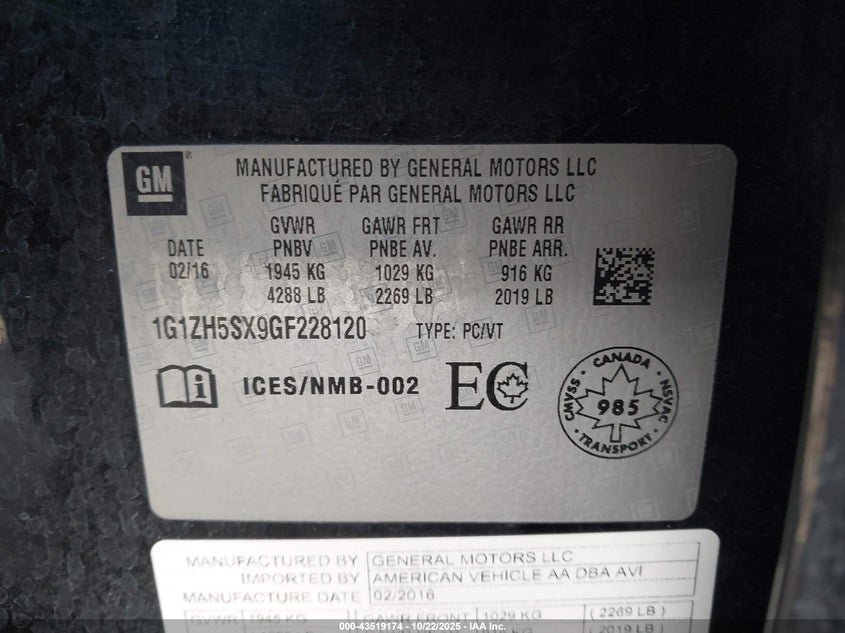 GM
MANUFACTURED BY GENERAL MOTORS LLC
FABRIQUÉ PAR GENERAL MOTORS LLC
GVWR GAWR FRT GAWR RR
DATE PNBV PNBE AV. PNBE ARR.
02/16 1945 KG 1029 KG 916 KG
4288 LB 2269 LB 2019 LB
1G1ZH5SX9GF228120 TYPE: PC/VT
ICES/NMB-002 EC
CANADA
CMVSS 985 NSVAC
TRANSPORT
MANUFACTURED BY GENERAL MOTORS LLC
IMPORTED BY AMERICAN VEHICLE AA DBA AVI
MANUFACTURE DATE 02/2016
GVWR 1945 KG GAWR FRONT 1029 KG (2269 LB)
(2019 LB)
000-43519174 - 10/22/2025 - IAA Inc.